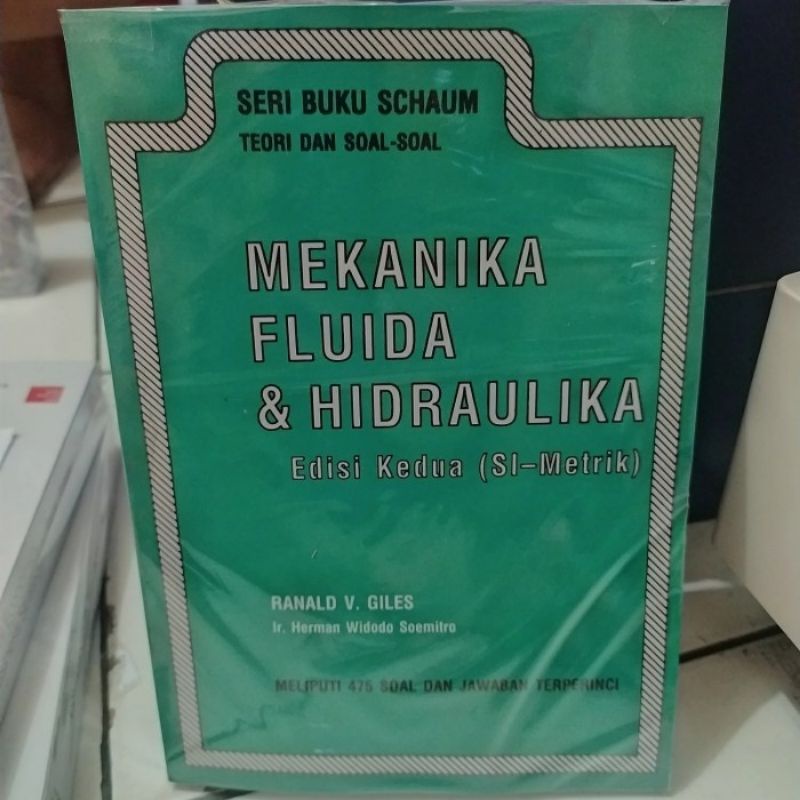 SERI BUKU SCHAUM
TEORI DAN SOAL-SOAL
MEKANIKA
FLUIDA
& HIDRAULIKA
Edisi Kedua (SI-Metrik)
RANALD V. GILES
Ir. Herman Widodo Soemitro
MELIPUTI 475 SOAL DAN JAWABAN TERPERINCI